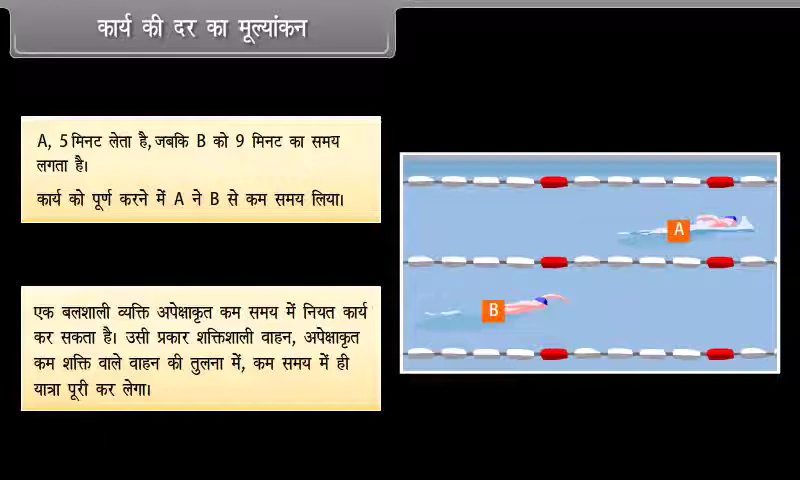 कार्य की दर का मूल्यांकन
A, 5 मिनट लेता है, जबकि B को 9 मिनट का समय
लगता है।
कार्य को पूर्ण करने में A ने B से कम समय लिया।
A
B
एक बलशाली व्यक्ति अपेक्षाकृत कम समय में नियत कार्य
कर सकता है। उसी प्रकार शक्तिशाली वाहन, अपेक्षाकृत
कम शक्ति वाले वाहन की तुलना में, कम समय में ही
यात्रा पूरी कर लेगा।